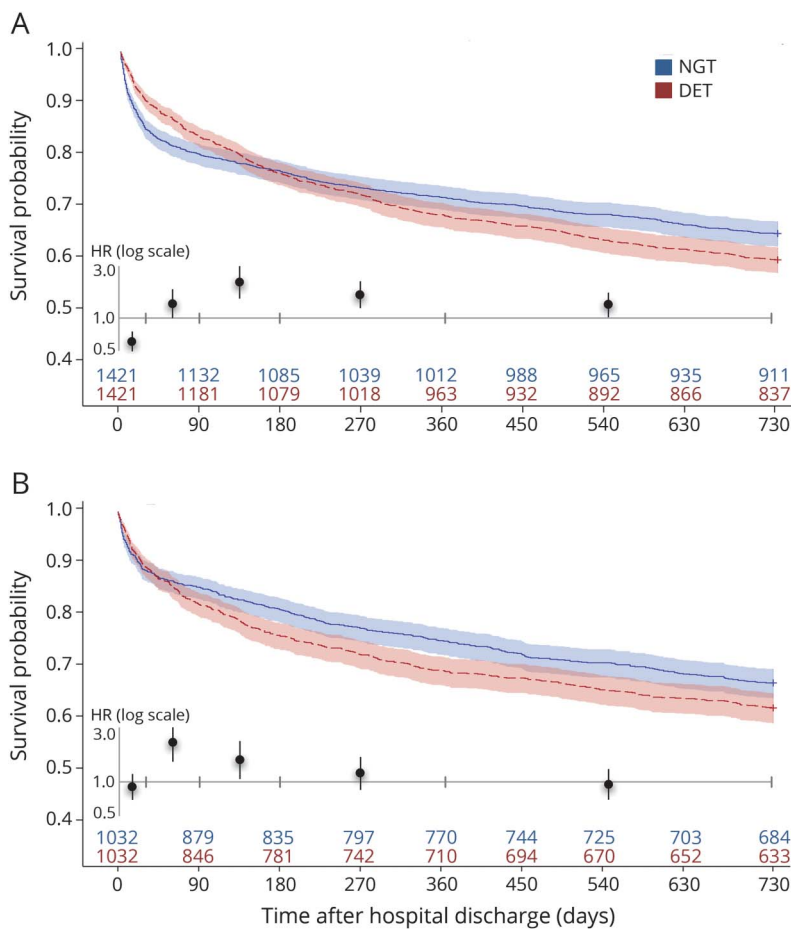 A
1.0
NGT
DET
0.9
0.8
0.7
Survival probability
0.6
HR (log scale)
3.0
0.5
1.0
0.5
0.4
1421 1132 1085 1039 1012 988 965 935 911
1421 1181 1079 1018 963 932 892 866 837
0 90 180 270 360 450 540 630 730
B
1.0
0.9
0.8
0.7
Survival probability
0.6
HR (log scale)
3.0
0.5
1.0
0.5
0.4
1032 879 835 797 770 744 725 703 684
1032 846 781 742 710 694 670 652 633
0 90 180 270 360 450 540 630 730
Time after hospital discharge (days)